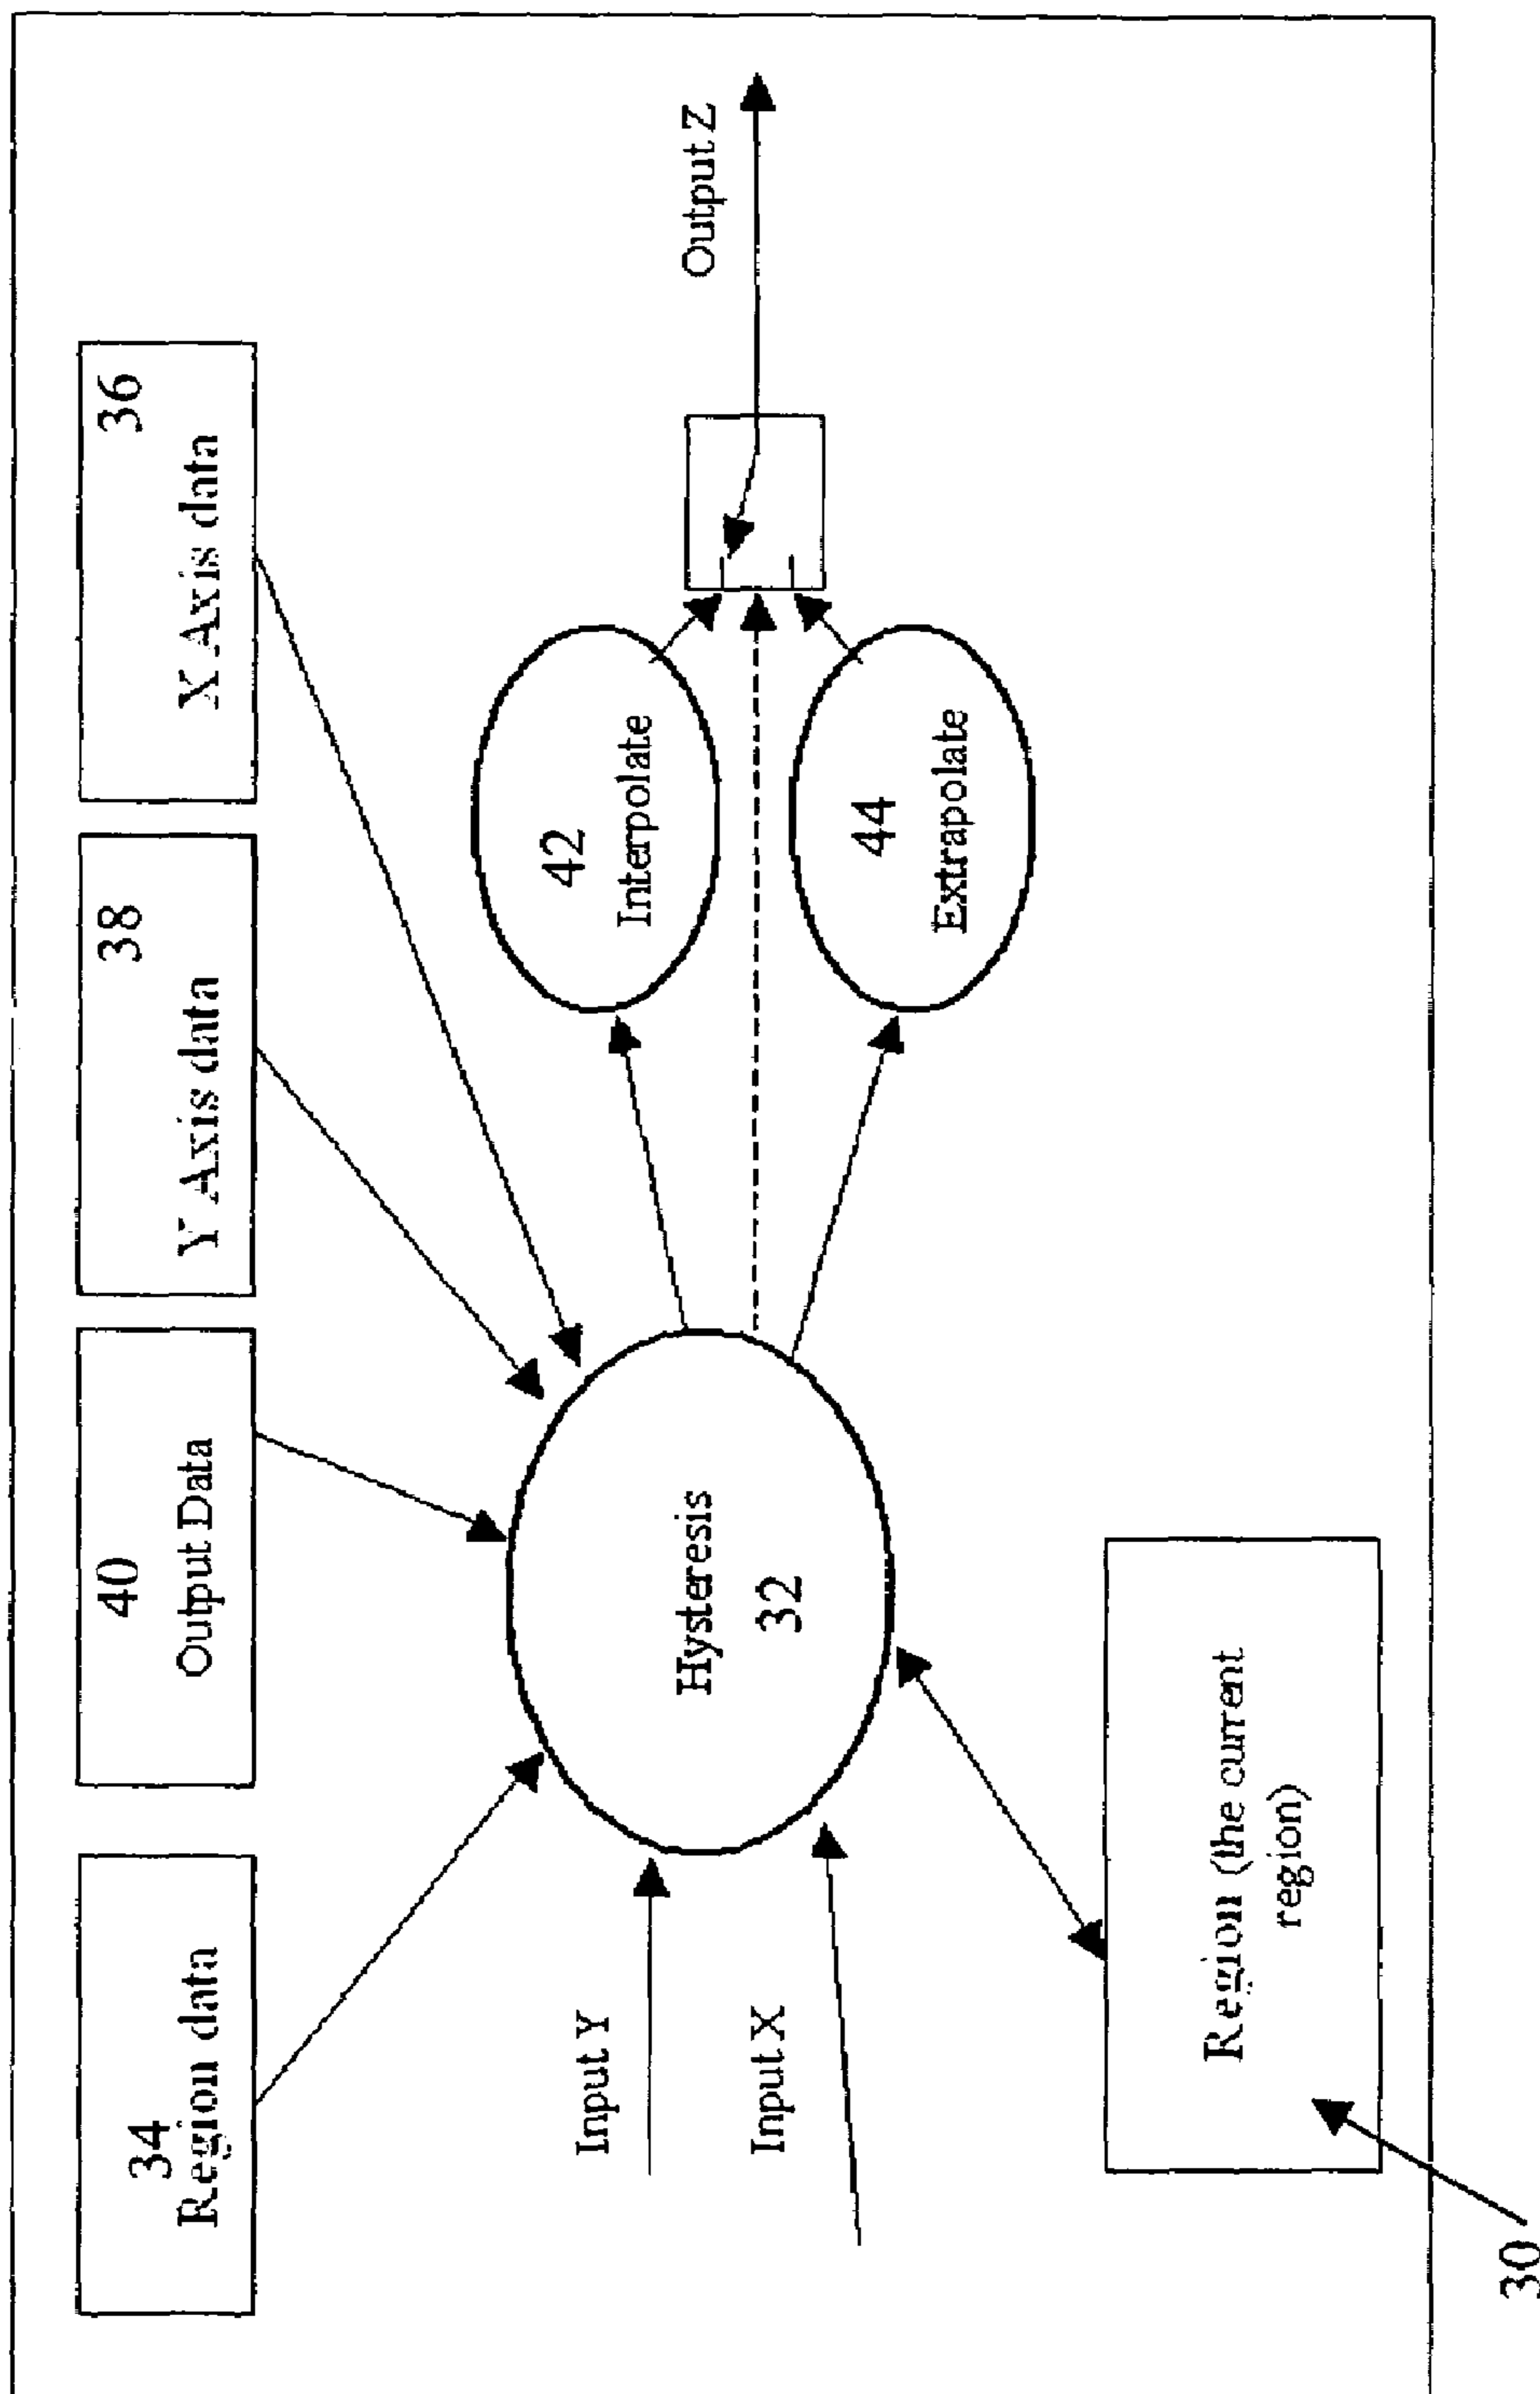 34
Region data
40
Output Data
38
Y Axis data
36
X Axis data
Input Y
Input X
Hysteresis
32
42
Interpolate
44
Extrapolate
Output Z
Region (the current
region)
30